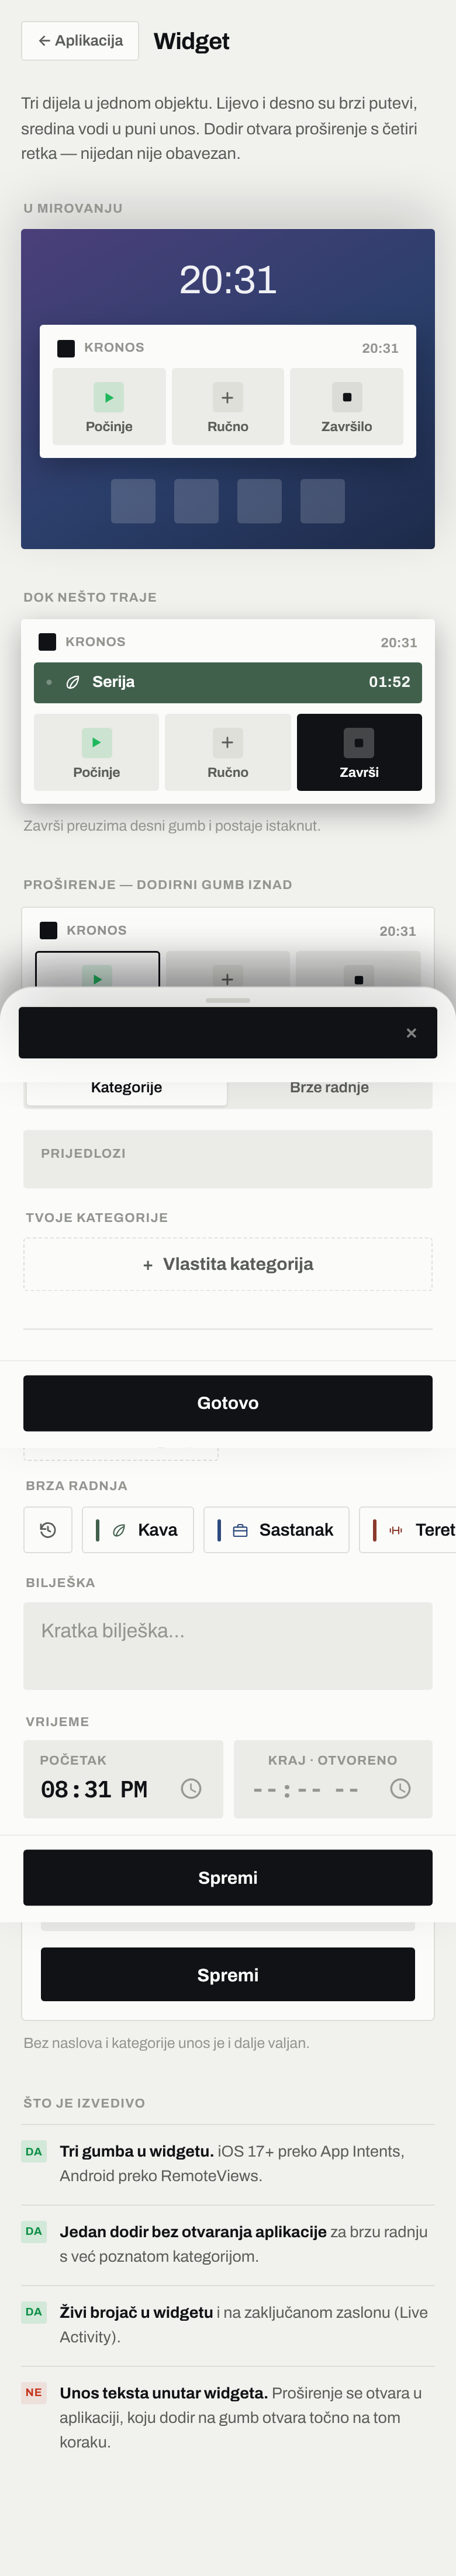 ← Aplikacija
Widget
Tri dijela u jednom objektu. Lijevo i desno su brzi putevi,
sredina vodi u puni unos. Dodir otvara proširenje s četiri
retka — nijedan nije obavezan.
U MIROVANJU
20:31
KRONOS
20:31
Počinje
Ručno
Završilo
DOK NEŠTO TRAJE
KRONOS
20:31
Serija
01:52
Počinje
Ručno
Završi
Završi preuzima desni gumb i postaje istaknut.
PROŠIRENJE — DODIRNI GUMB IZNAD
KRONOS
20:31
×
Kategorije
Brze radnje
PRIJEDLOZI
TVOJE KATEGORIJE
+ Vlastita kategorija
Gotovo
BRZA RADNJA
Kava
Sastanak
Teret
BILJEŠKA
Kratka bilješka...
VRIJEME
POČETAK
08:31 PM
KRAJ · OTVORENO
--:-- --
Spremi
Spremi
Bez naslova i kategorije unos je i dalje valjan.
ŠTO JE IZVEDIVO
DA
Tri gumba u widgetu. iOS 17+ preko App Intents,
Android preko RemoteViews.
DA
Jedan dodir bez otvaranja aplikacije za brzu radnju
s već poznatom kategorijom.
DA
Živi brojač u widgetu i na zaključanom zaslonu (Live
Activity).
NE
Unos teksta unutar widgeta. Proširenje se otvara u
aplikaciji, koju dodir na gumb otvara točno na tom
koraku.